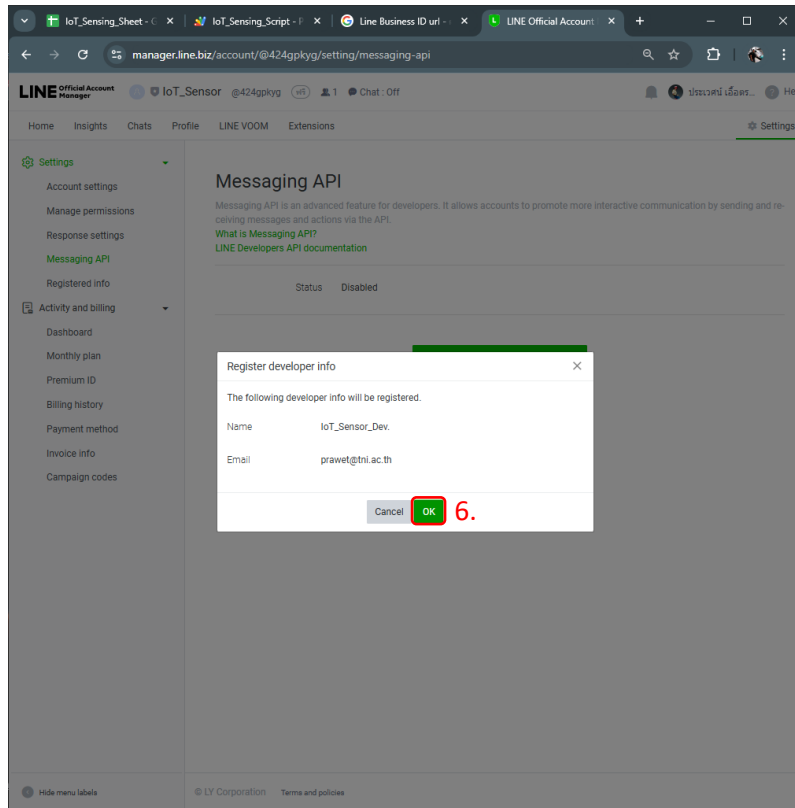 IoT_Sensing_Sheet - G
IoT_Sensing_Script - P
Line Business ID url -
LINE Official Account
manager.line.biz/account/@424gpkyg/setting/messaging-api
LINE Official Account Manager
IoT_Sensor @424gpkyg 1 Chat : Off
ประเวศน์ เอื้อตร... He
Home Insights Chats Profile LINE VOOM Extensions Settings
Settings
Account settings
Manage permissions
Response settings
Messaging API
Registered info
Activity and billing
Dashboard
Monthly plan
Premium ID
Billing history
Payment method
Invoice info
Campaign codes
Messaging API
Messaging API is an advanced feature for developers. It allows accounts to promote more interactive communication by sending and re-
ceiving messages and actions via the API.
What is Messaging API?
LINE Developers API documentation
Status Disabled
Register developer info
The following developer info will be registered.
Name IoT_Sensor_Dev.
Email prawet@tni.ac.th
Cancel OK 6.
Hide menu labels
© LY Corporation Terms and policies